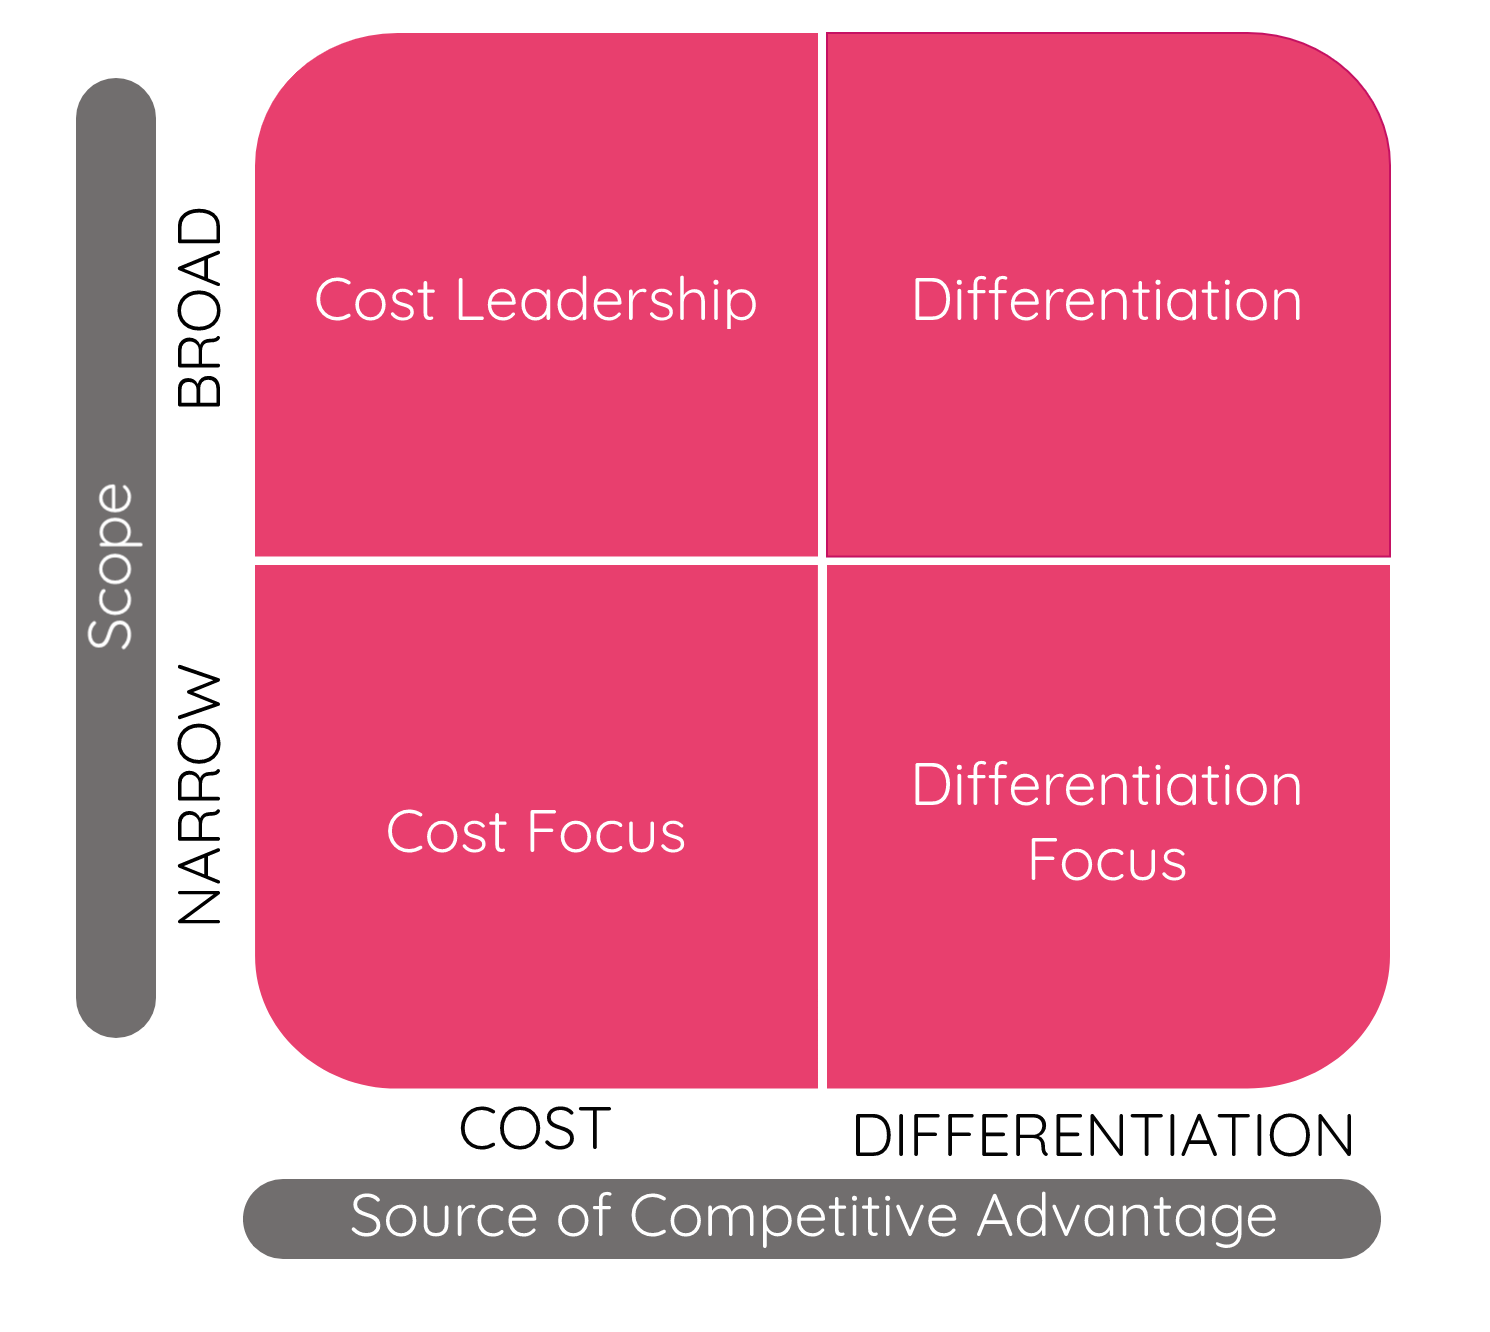 Scope
BROAD
Cost Leadership
Differentiation
NARROW
Cost Focus
Differentiation
Focus
COST
DIFFERENTIATION
Source of Competitive Advantage